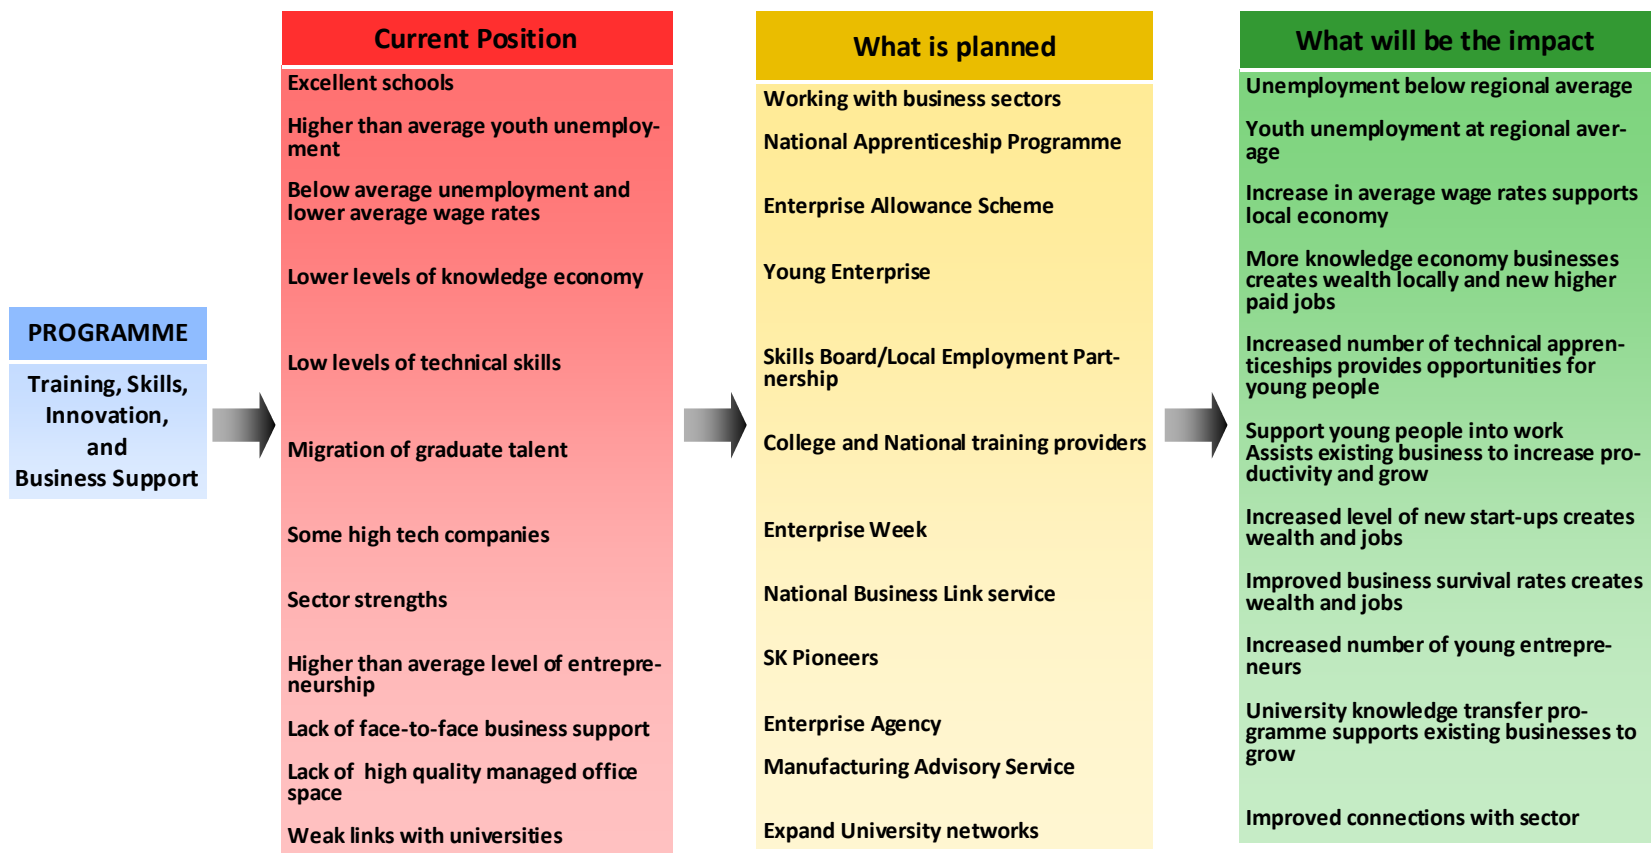 PROGRAMME
Training, Skills,
Innovation,
and
Business Support
Current Position
Excellent schools
Higher than average youth unemploy-
ment
Below average unemployment and
lower average wage rates
Lower levels of knowledge economy
Low levels of technical skills
Migration of graduate talent
Some high tech companies
Sector strengths
Higher than average level of entrepre-
neurship
Lack of face-to-face business support
Lack of  high quality managed office
space
Weak links with universities
What is planned
Working with business sectors
National Apprenticeship Programme
Enterprise Allowance Scheme
Young Enterprise
Skills Board/Local Employment Part-
nership
College and National training providers
Enterprise Week
National Business Link service
SK Pioneers
Enterprise Agency
Manufacturing Advisory Service
Expand University networks
What will be the impact
Unemployment below regional average
Youth unemployment at regional aver-
age
Increase in average wage rates supports
local economy
More knowledge economy businesses
creates wealth locally and new higher
paid jobs
Increased number of technical appren-
ticeships provides opportunities for
young people
Support young people into work
Assists existing business to increase pro-
ductivity and grow
Increased level of new start-ups creates
wealth and jobs
Improved business survival rates creates
wealth and jobs
Increased number of young entrepre-
neurs
University knowledge transfer pro-
gramme supports existing businesses to
grow
Improved connections with sector